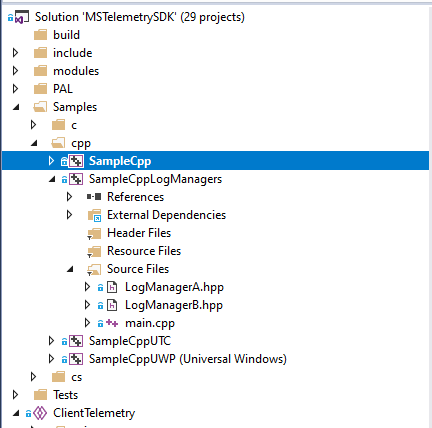 Solution 'MSTelemetrySDK' (29 projects)
build
include
modules
PAL
Samples
c
cpp
SampleCpp
SampleCppLogManagers
References
External Dependencies
Header Files
Resource Files
Source Files
LogManagerA.hpp
LogManagerB.hpp
main.cpp
SampleCppUTC
SampleCppUWP (Universal Windows)
cs
Tests
ClientTelemetry